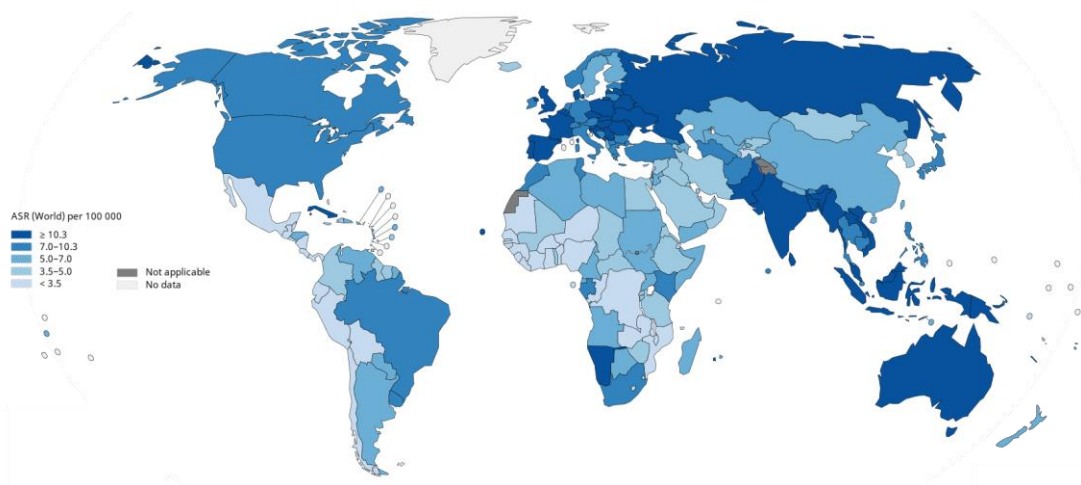 ASR (World) per 100 000
≥ 10.3
7.0–10.3
5.0–7.0
3.5–5.0
< 3.5
Not applicable
No data